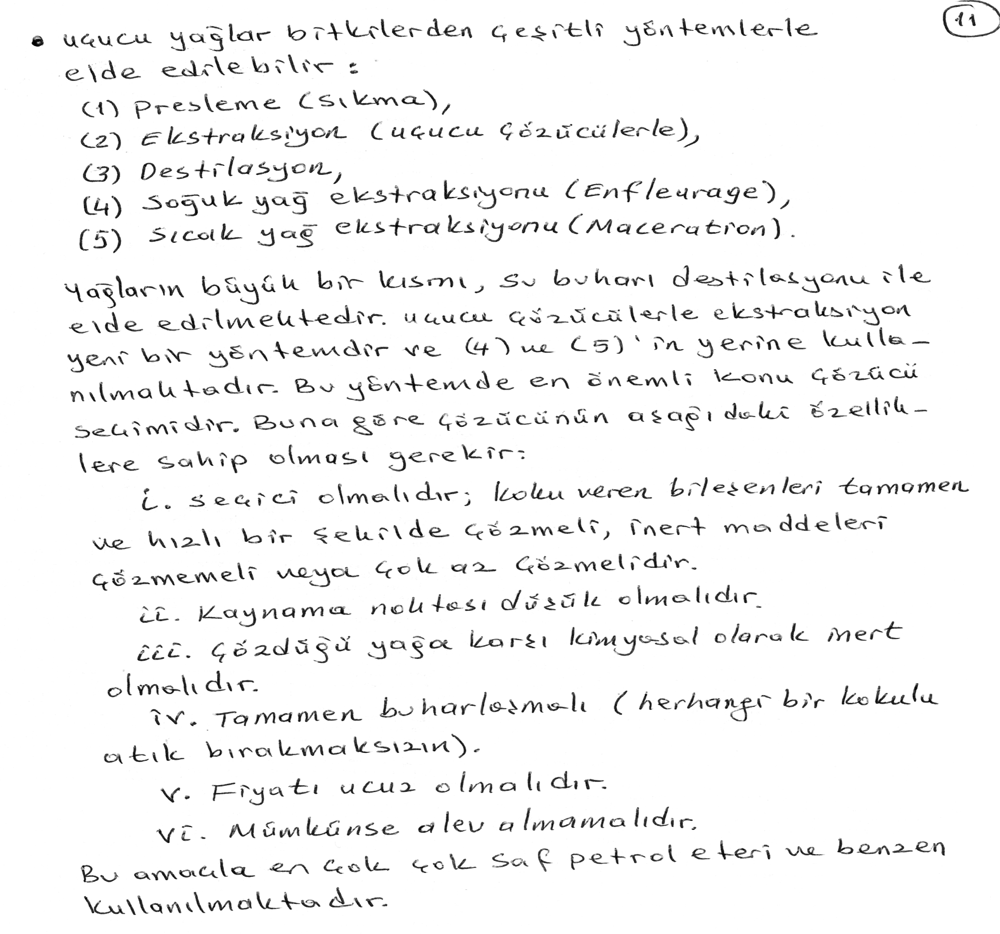 11
• uçucu yağlar bitkilerden çeşitli yöntemlerle
elde edilebilir :
(1) Presleme (sıkma),
(2) Ekstraksiyon (uçucu çözücülerle),
(3) Destilasyon,
(4) Soğuk yağ ekstraksiyonu (Enfleurage),
(5) Sıcak yağ ekstraksiyonu (Maceration).
Yağların büyük bir kısmı, su buharı destilasyonu ile
elde edilmektedir. uçucu çözücülerle ekstraksiyon
yeni bir yöntemdir ve (4) ve (5)'in yerine kulla-
nılmaktadır. Bu yöntemde en önemli konu çözücü
seçimidir. Buna göre çözücünün aşağıdaki özellik-
lere sahip olması gerekir:
i. seçici olmalıdır; koku veren bileşenleri tamamen
ve hızlı bir şekilde çözmeli, inert maddeleri
çözmemeli veya çok az çözmelidir.
ii. Kaynama noktası düşük olmalıdır.
iii. çözdüğü yağa karşı kimyasal olarak inert
olmalıdır.
iv. Tamamen buharlaşmalı (herhangi bir kokulu
atık bırakmaksızın).
v. Fiyatı ucuz olmalıdır.
vi. Mümkünse alev almamalıdır.
Bu amaçla en çok çok saf petrol eteri ve benzen
kullanılmaktadır.